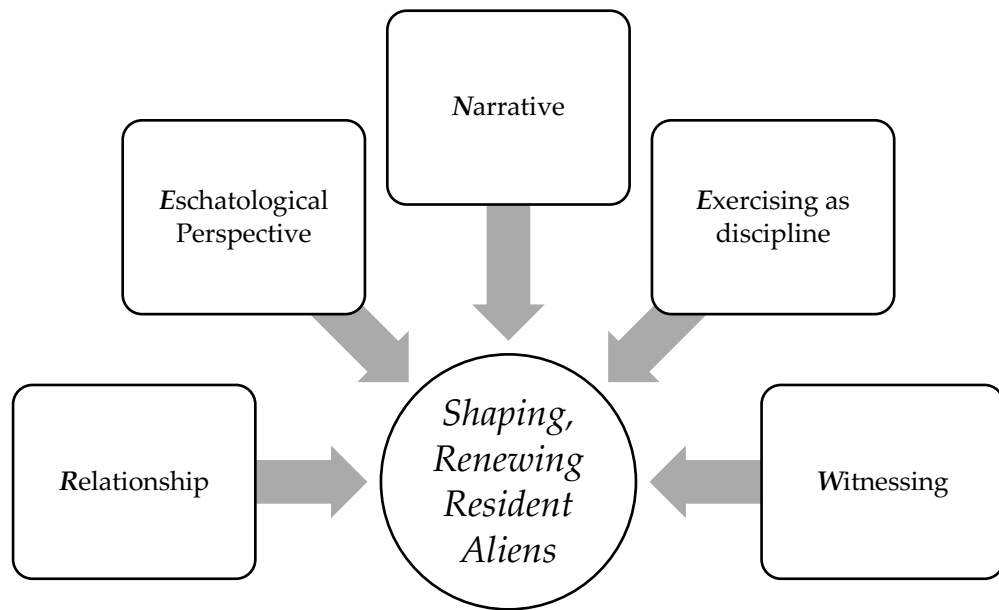 Relationship
Eschatological
Perspective
Narrative
Exercising as
discipline
Witnessing
Shaping,
Renewing
Resident
Aliens